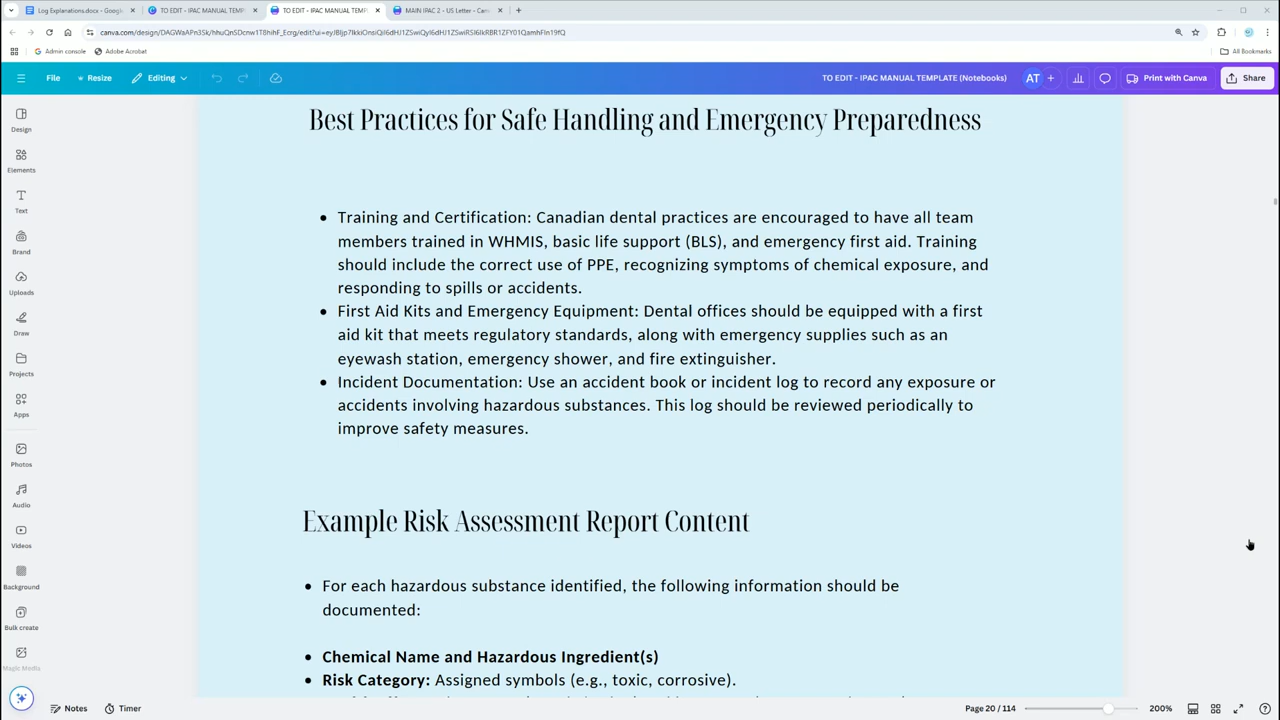 Log Explanations.docx - Google
TO EDIT - IPAC MANUAL TEMP
TO EDIT - IPAC MANUAL TEMP
MAIN IPAC 2 - US Letter - Can
Admin console
Adobe Acrobat
All Bookmarks
File
Resize
Editing
TO EDIT - IPAC MANUAL TEMPLATE (Notebooks)
AT
Print with Canva
Share
Design
Elements
Text
Brand
Uploads
Draw
Projects
Apps
Photos
Audio
Videos
Background
Bulk create
Magic Media
Best Practices for Safe Handling and Emergency Preparedness
• Training and Certification: Canadian dental practices are encouraged to have all team
members trained in WHMIS, basic life support (BLS), and emergency first aid. Training
should include the correct use of PPE, recognizing symptoms of chemical exposure, and
responding to spills or accidents.
• First Aid Kits and Emergency Equipment: Dental offices should be equipped with a first
aid kit that meets regulatory standards, along with emergency supplies such as an
eyewash station, emergency shower, and fire extinguisher.
• Incident Documentation: Use an accident book or incident log to record any exposure or
accidents involving hazardous substances. This log should be reviewed periodically to
improve safety measures.
Example Risk Assessment Report Content
• For each hazardous substance identified, the following information should be
documented:
• Chemical Name and Hazardous Ingredient(s)
• Risk Category: Assigned symbols (e.g., toxic, corrosive).
Notes
Timer
Page 20 / 114
200%